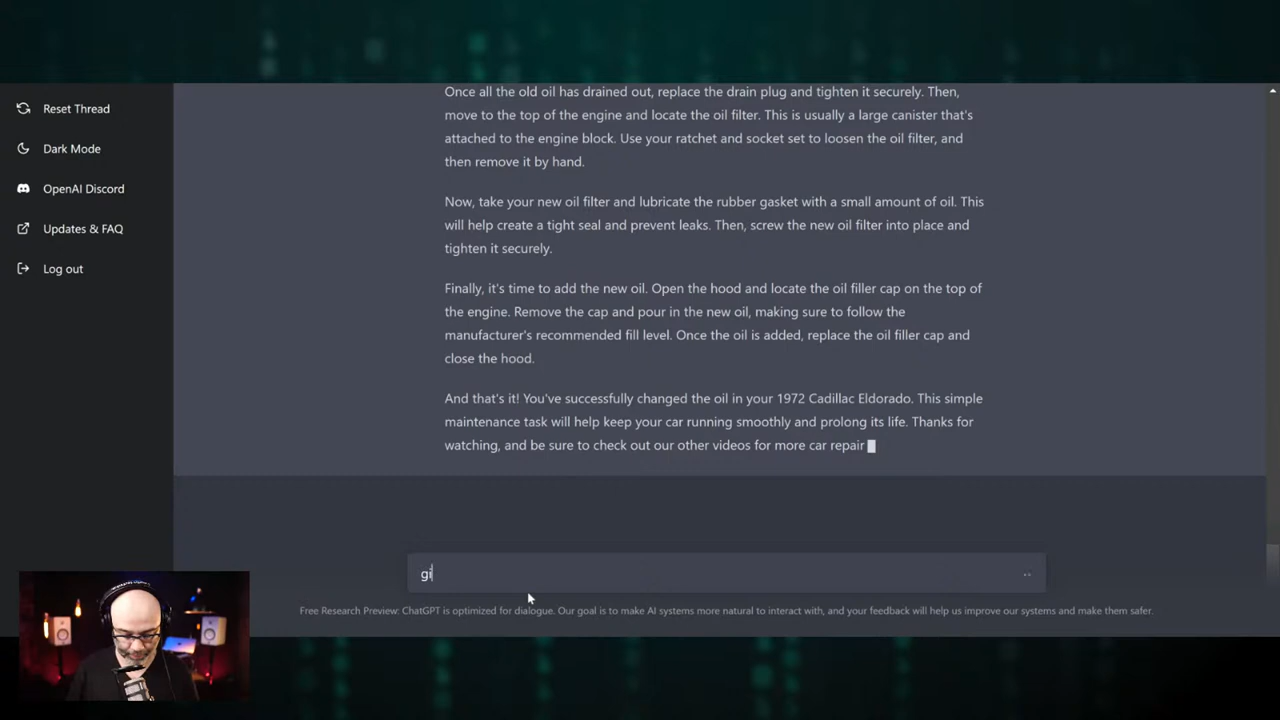 Reset Thread
Dark Mode
OpenAI Discord
Updates & FAQ
Log out
Once all the old oil has drained out, replace the drain plug and tighten it securely. Then,
move to the top of the engine and locate the oil filter. This is usually a large canister that's
attached to the engine block. Use your ratchet and socket set to loosen the oil filter, and
then remove it by hand.
Now, take your new oil filter and lubricate the rubber gasket with a small amount of oil. This
will help create a tight seal and prevent leaks. Then, screw the new oil filter into place and
tighten it securely.
Finally, it's time to add the new oil. Open the hood and locate the oil filler cap on the top of
the engine. Remove the cap and pour in the new oil, making sure to follow the
manufacturer's recommended fill level. Once the oil is added, replace the oil filler cap and
close the hood.
And that's it! You've successfully changed the oil in your 1972 Cadillac Eldorado. This simple
maintenance task will help keep your car running smoothly and prolong its life. Thanks for
watching, and be sure to check out our other videos for more car repair
gi
Free Research Preview: ChatGPT is optimized for dialogue. Our goal is to make AI systems more natural to interact with, and your feedback will help us improve our systems and make them safer.